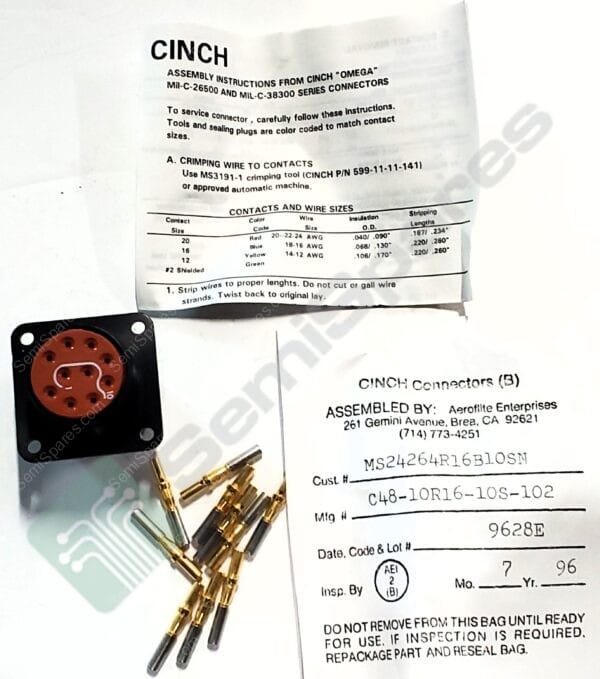 CINCH
ASSEMBLY INSTRUCTIONS FROM CINCH "OMEGA"
Mil-C-26500 AND MIL-C-38300 SERIES CONNECTORS
To service connector , carefully follow these instructions.
Tools and sealing plugs are color coded to match contact
sizes.
A. CRIMPING WIRE TO CONTACTS
Use MS3191-1 crimping tool (CINCH P/N 599-11-11-141)
or approved automatic machine.
CONTACTS AND WIRE SIZES
Contact Size Color Code Wire Size Insulation O.D. Stripping Lengths
20 Red 20-22-24 AWG .040/ .090" .187/ .234"
16 Blue 18-16 AWG .068/ .130" .220/ .260"
12 Yellow 14-12 AWG .106/ .170" .220/ .260"
#2 Shielded Green
1. Strip wires to proper lenghts. Do not cut or gall wire
strands. Twist back to original lay.
1
10
CINCH Connectors (B)
ASSEMBLED BY: Aeroflite Enterprises
261 Gemini Avenue, Brea, CA 92621
(714) 773-4251
Cust # MS24264R16B10SN
Mfg # C48-10R16-10S-102
Date, Code & Lot # 9628E
Insp. By AEI 2 (B) Mo. 7 Yr. 96
DO NOT REMOVE FROM THIS BAG UNTIL READY
FOR USE. IF INSPECTION IS REQUIRED,
REPACKAGE PART AND RESEAL BAG.
SemiSpares
SemiSpares.com